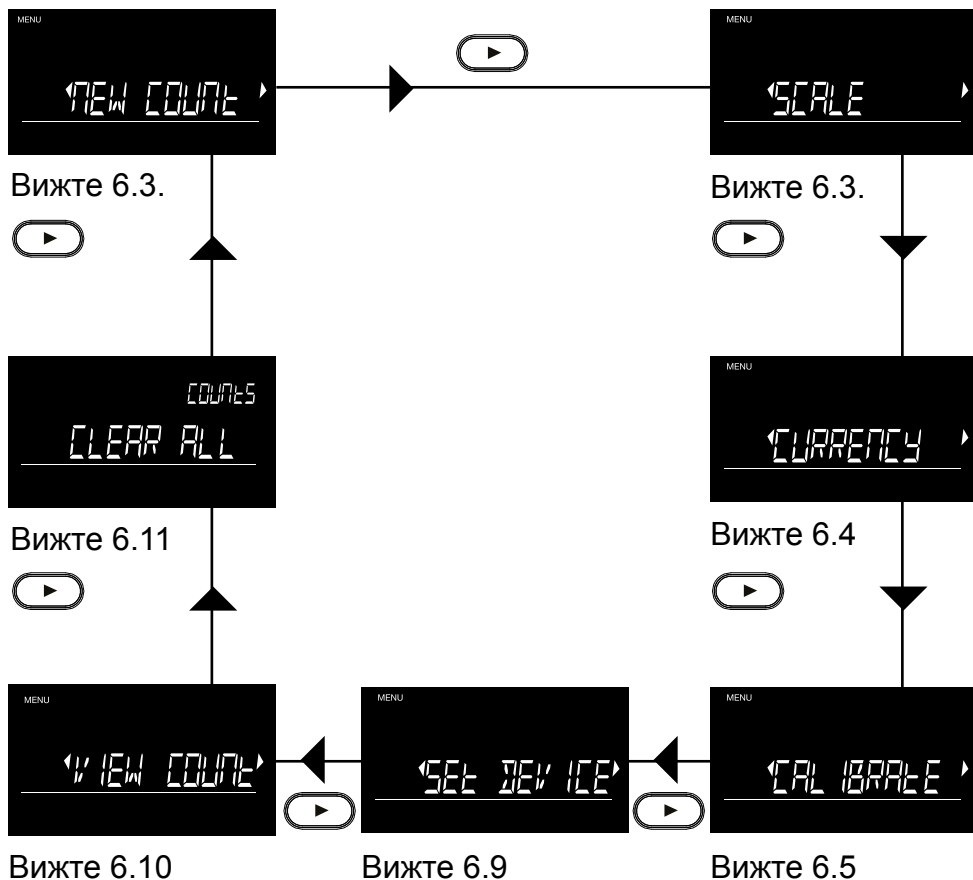 MENU
NEW COUNt
Вижте 6.3.
MENU
SCALE
Вижте 6.3.
COUNtS
CLEAR ALL
Вижте 6.11
MENU
CURRENCY
Вижте 6.4
MENU
VIEW COUNt
Вижте 6.10
MENU
SEt DEVICE
Вижте 6.9
MENU
CALIBRAtE
Вижте 6.5